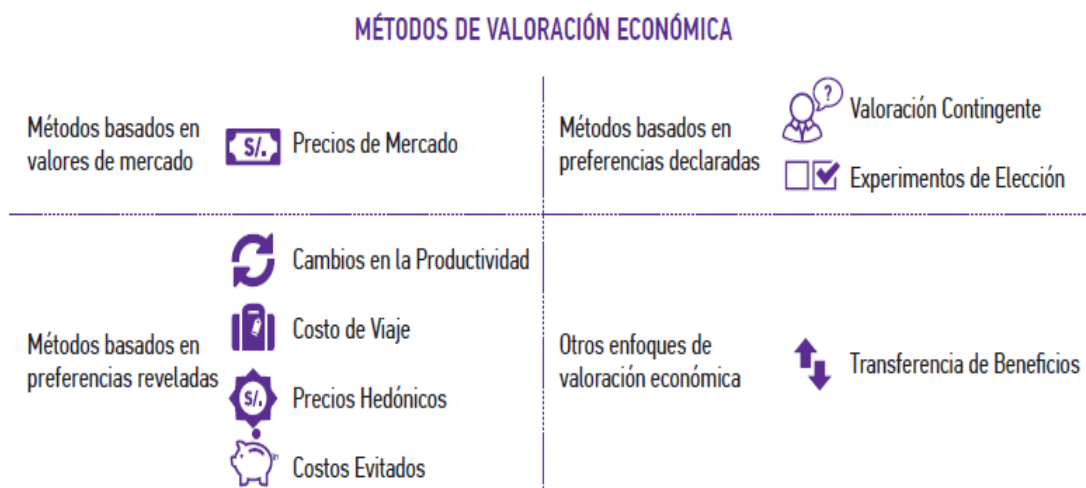 MÉTODOS DE VALORACIÓN ECONÓMICA
Métodos basados en
valores de mercado
S/.
Precios de Mercado
Métodos basados en
preferencias declaradas
?
Valoración Contingente
Experimentos de Elección
Métodos basados en
preferencias reveladas
Cambios en la Productividad
Costo de Viaje
S/.
Precios Hedónicos
Costos Evitados
Otros enfoques de
valoración económica
Transferencia de Beneficios